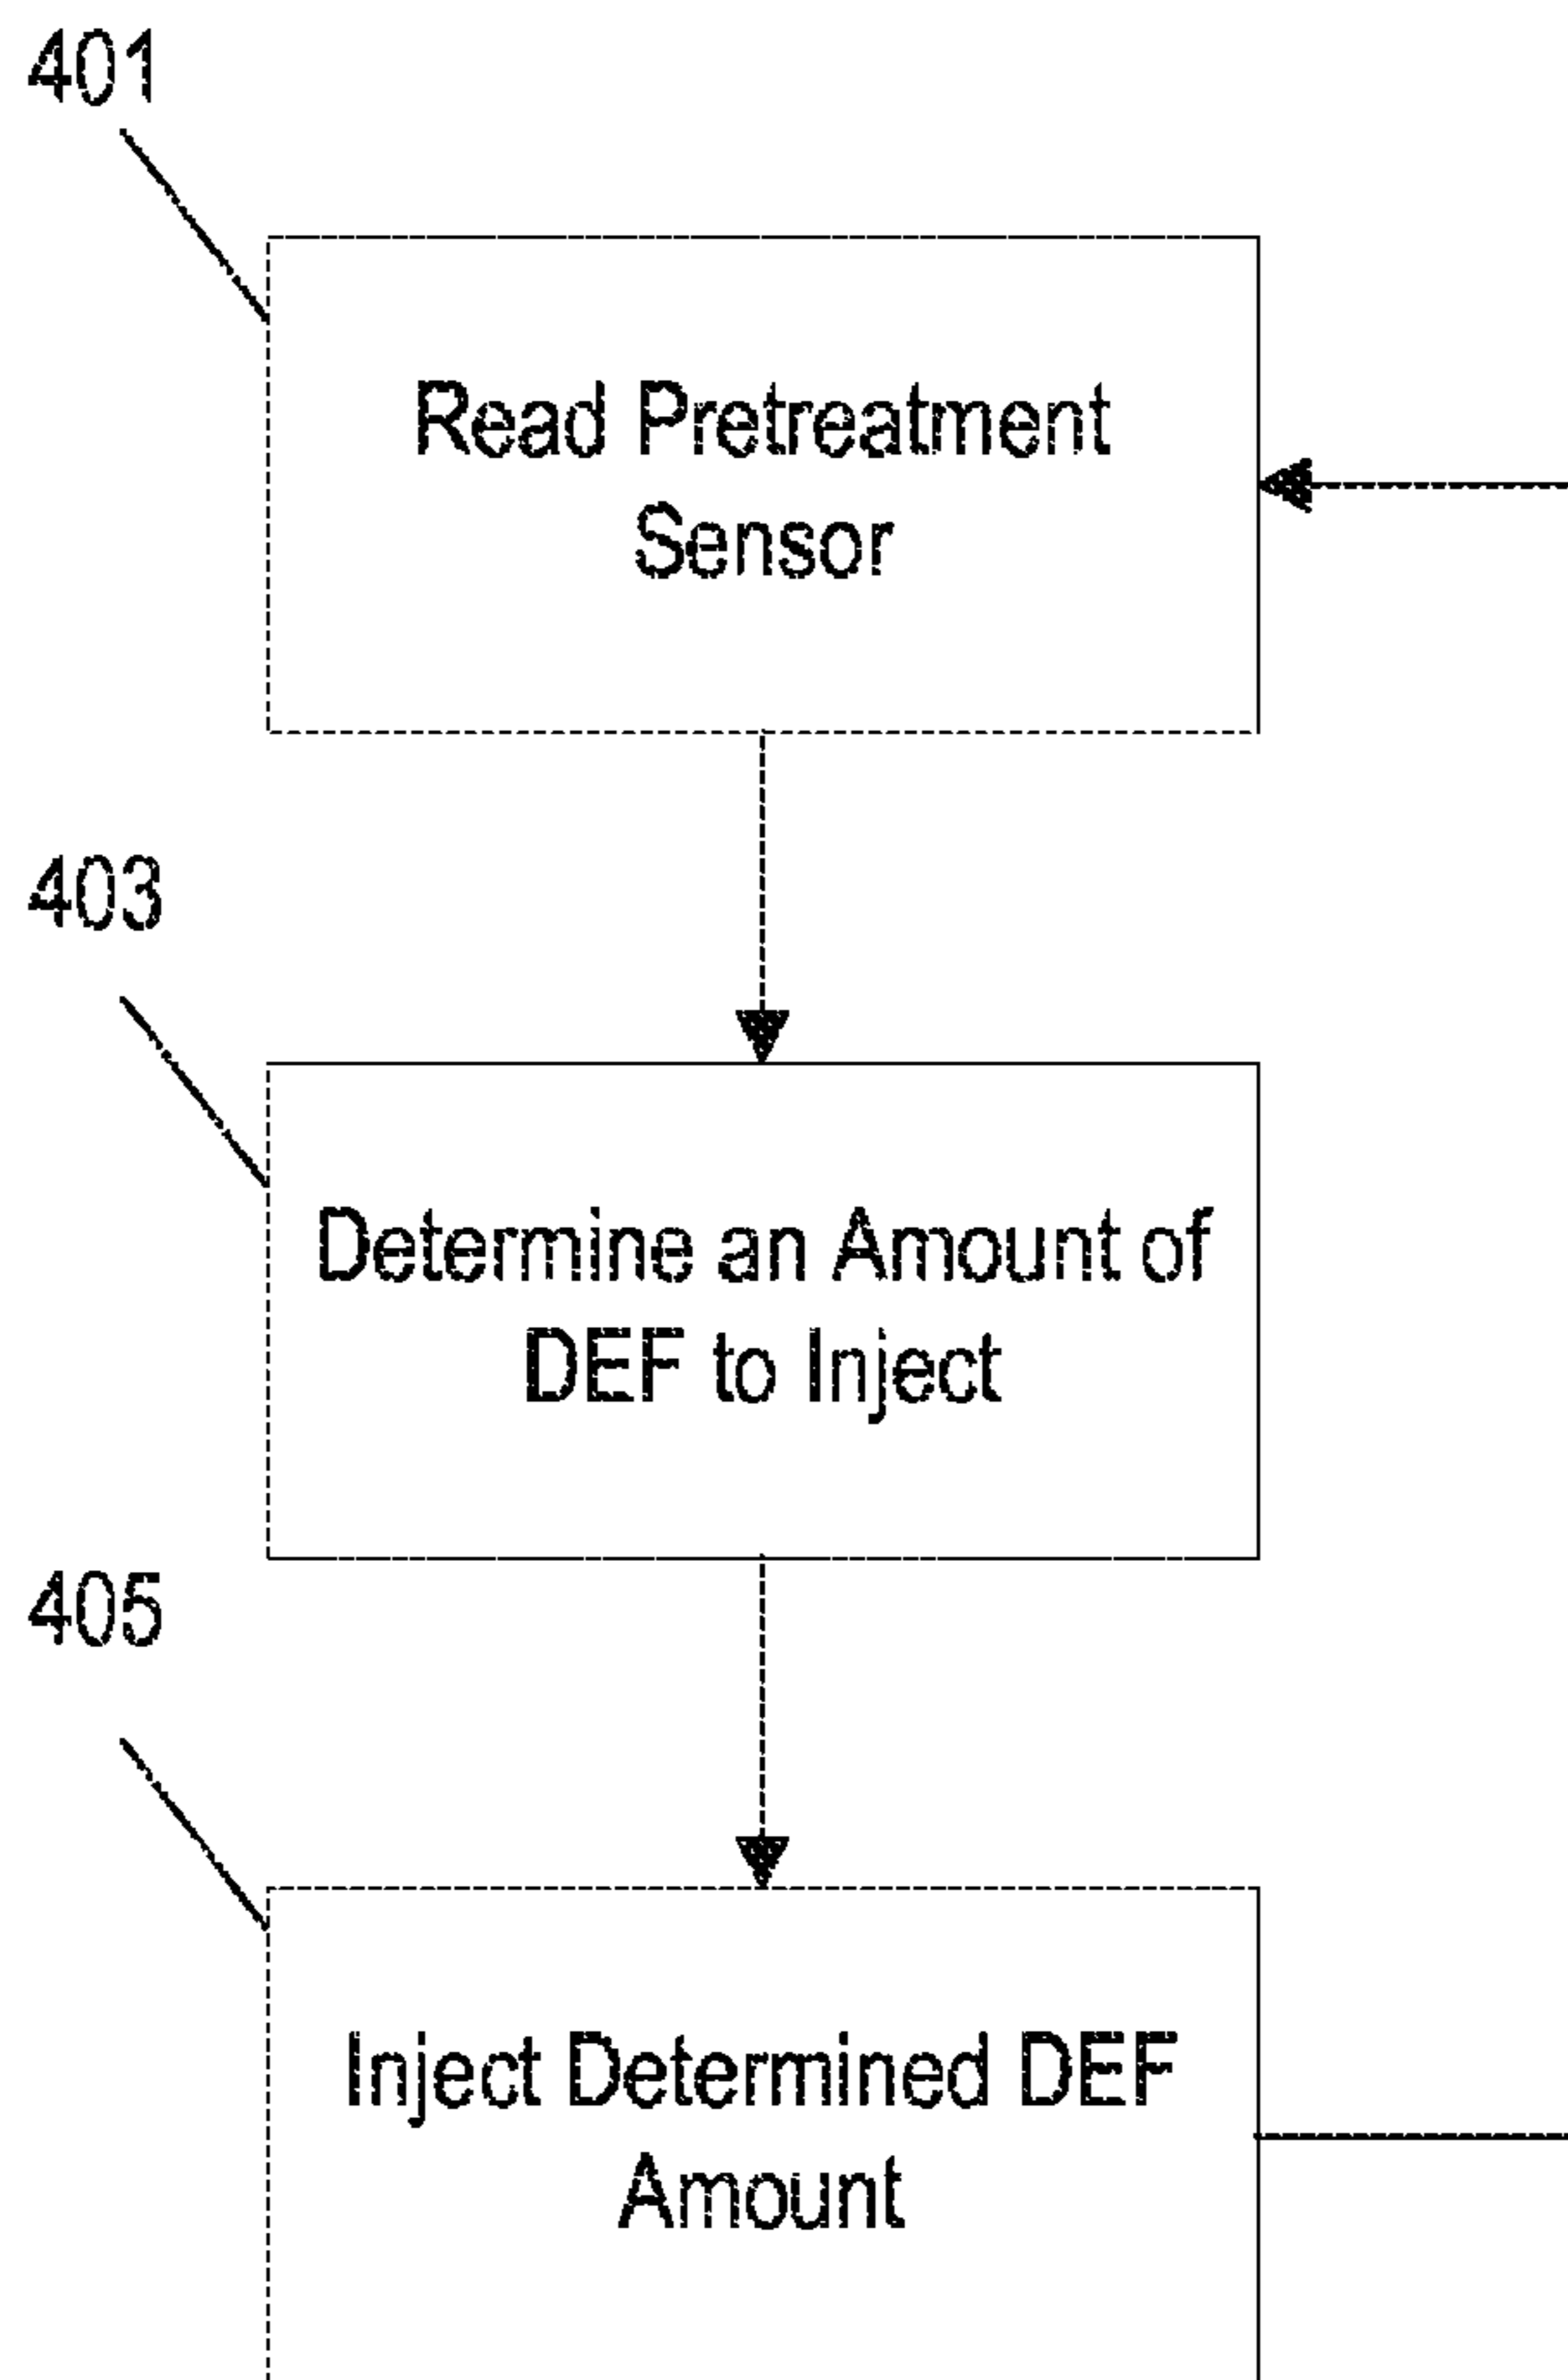 401
Read Pretreatment
Sensor
403
Determine an Amount of
DEF to Inject
405
Inject Determined DEF
Amount